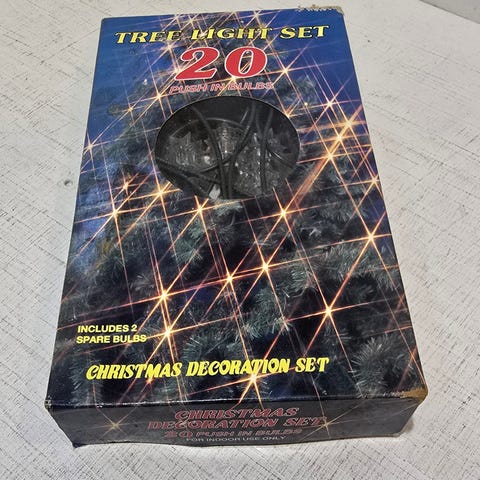 TREE LIGHT SET
20
PUSH IN BULBS
INCLUDES 2
SPARE BULBS
CHRISTMAS DECORATION SET
CHRISTMAS
DECORATION SET
20 PUSH IN BULBS
FOR INDOOR USE ONLY